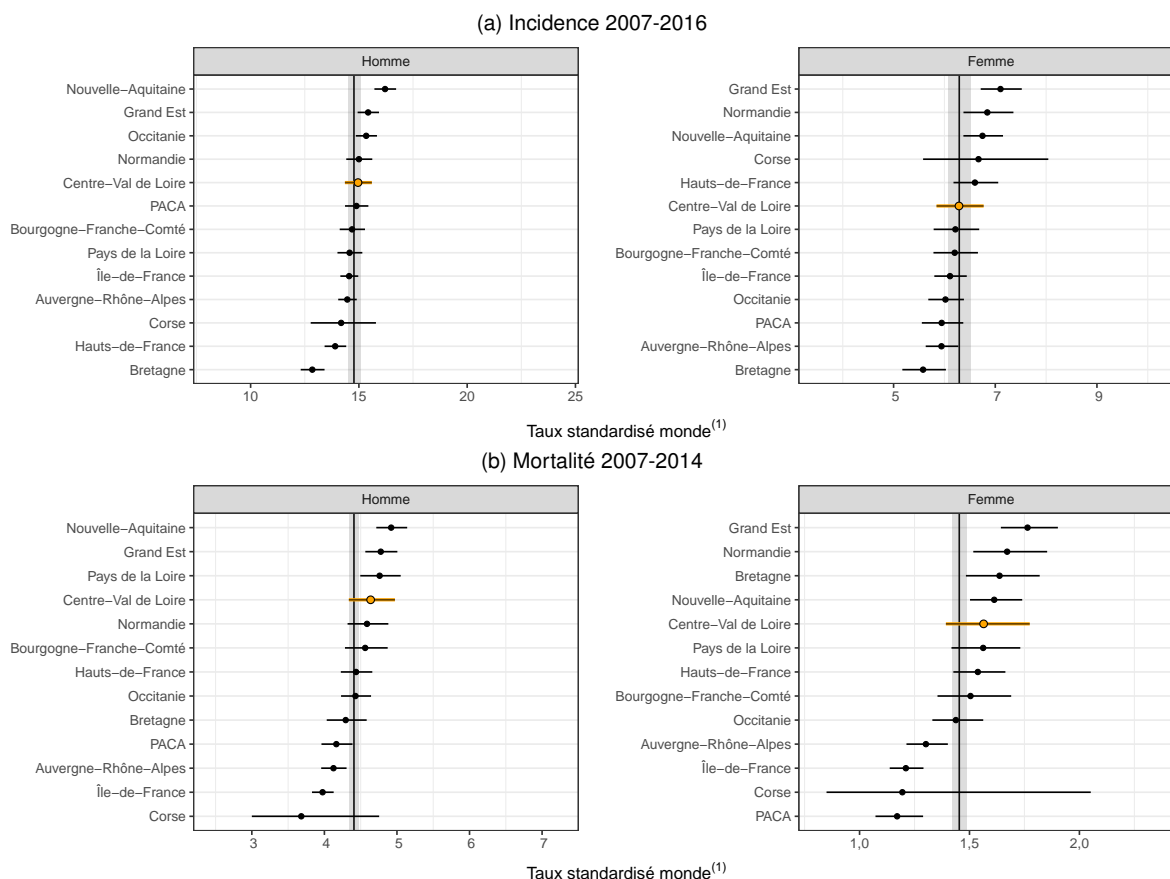 (a) Incidence 2007-2016
Homme
Nouvelle−Aquitaine
Grand Est
Occitanie
Normandie
Centre−Val de Loire
PACA
Bourgogne−Franche−Comté
Pays de la Loire
Île−de−France
Auvergne−Rhône−Alpes
Corse
Hauts−de−France
Bretagne
10 15 20 25
Femme
Grand Est
Normandie
Nouvelle−Aquitaine
Corse
Hauts−de−France
Centre−Val de Loire
Pays de la Loire
Bourgogne−Franche−Comté
Île−de−France
Occitanie
PACA
Auvergne−Rhône−Alpes
Bretagne
5 7 9
Taux standardisé monde(1)
(b) Mortalité 2007-2014
Homme
Nouvelle−Aquitaine
Grand Est
Pays de la Loire
Centre−Val de Loire
Normandie
Bourgogne−Franche−Comté
Hauts−de−France
Occitanie
Bretagne
PACA
Auvergne−Rhône−Alpes
Île−de−France
Corse
3 4 5 6 7
Femme
Grand Est
Normandie
Bretagne
Nouvelle−Aquitaine
Centre−Val de Loire
Pays de la Loire
Hauts−de−France
Bourgogne−Franche−Comté
Occitanie
Auvergne−Rhône−Alpes
Île−de−France
Corse
PACA
1,0 1,5 2,0
Taux standardisé monde(1)